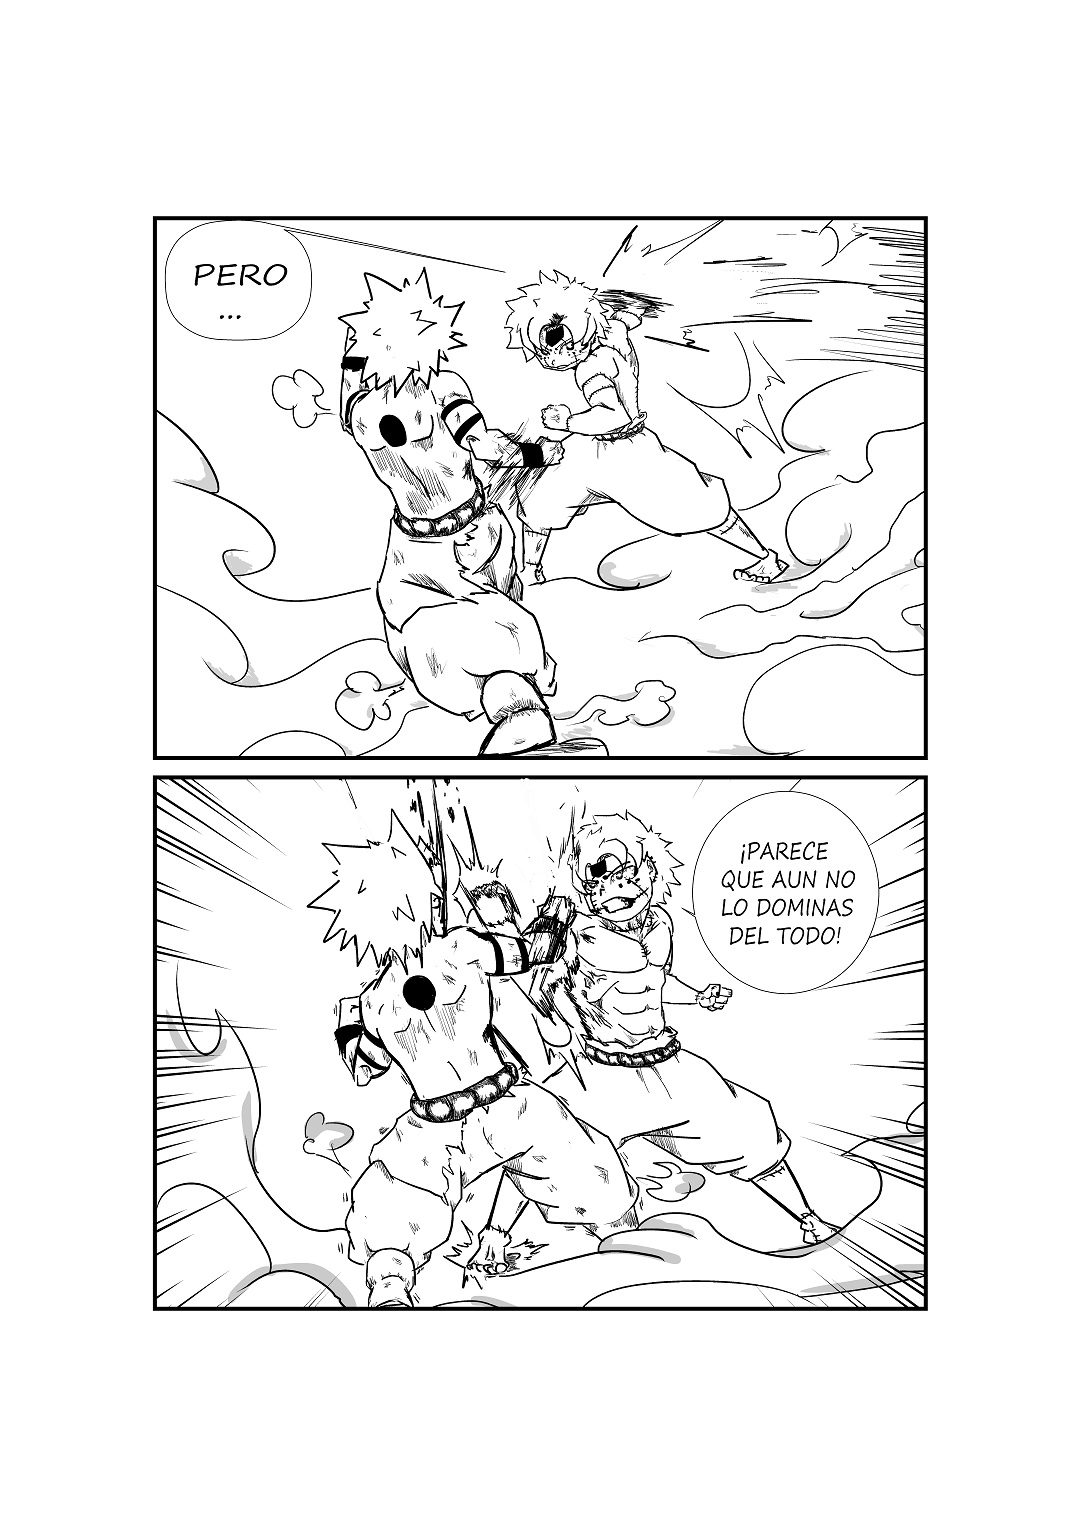 PERO
...
¡PARECE
QUE AUN NO
LO DOMINAS
DEL TODO!